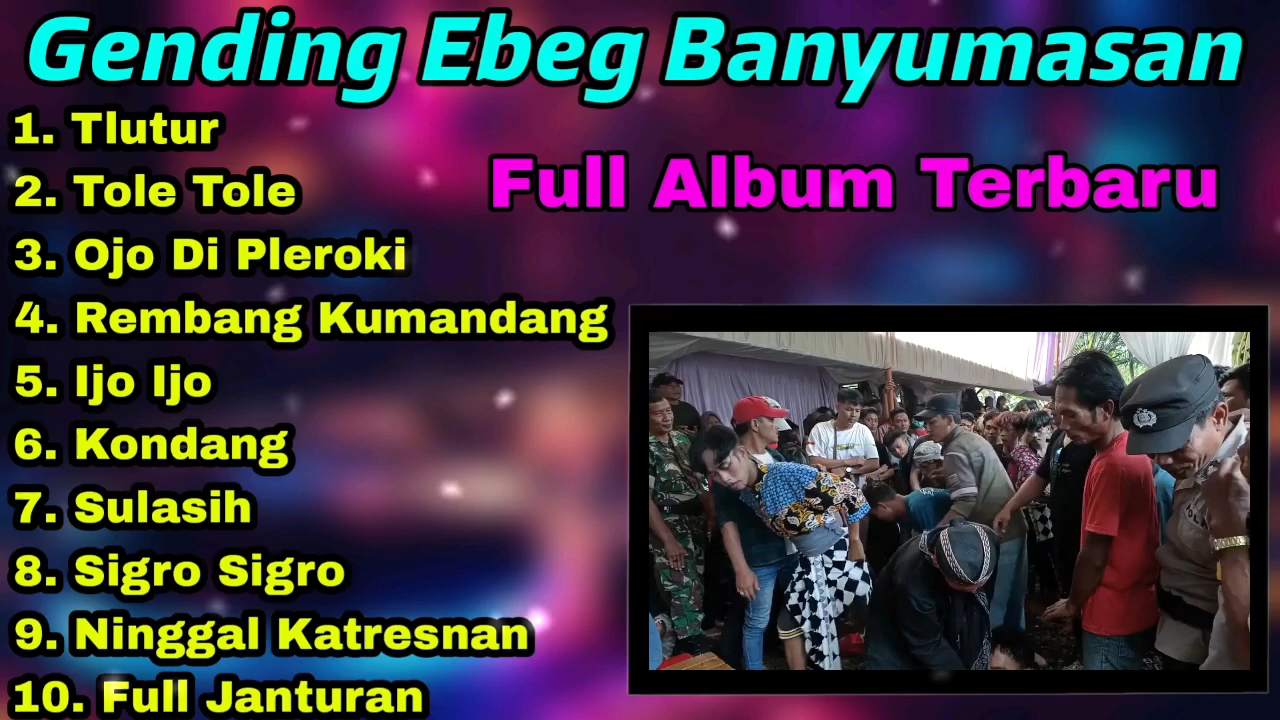 Gending Ebeg Banyumasan
Full Album Terbaru
1. Tlutur
2. Tole Tole
3. Ojo Di Pleroki
4. Rembang Kumandang
5. Ijo Ijo
6. Kondang
7. Sulasih
8. Sigro Sigro
9. Ninggal Katresnan
10. Full Janturan